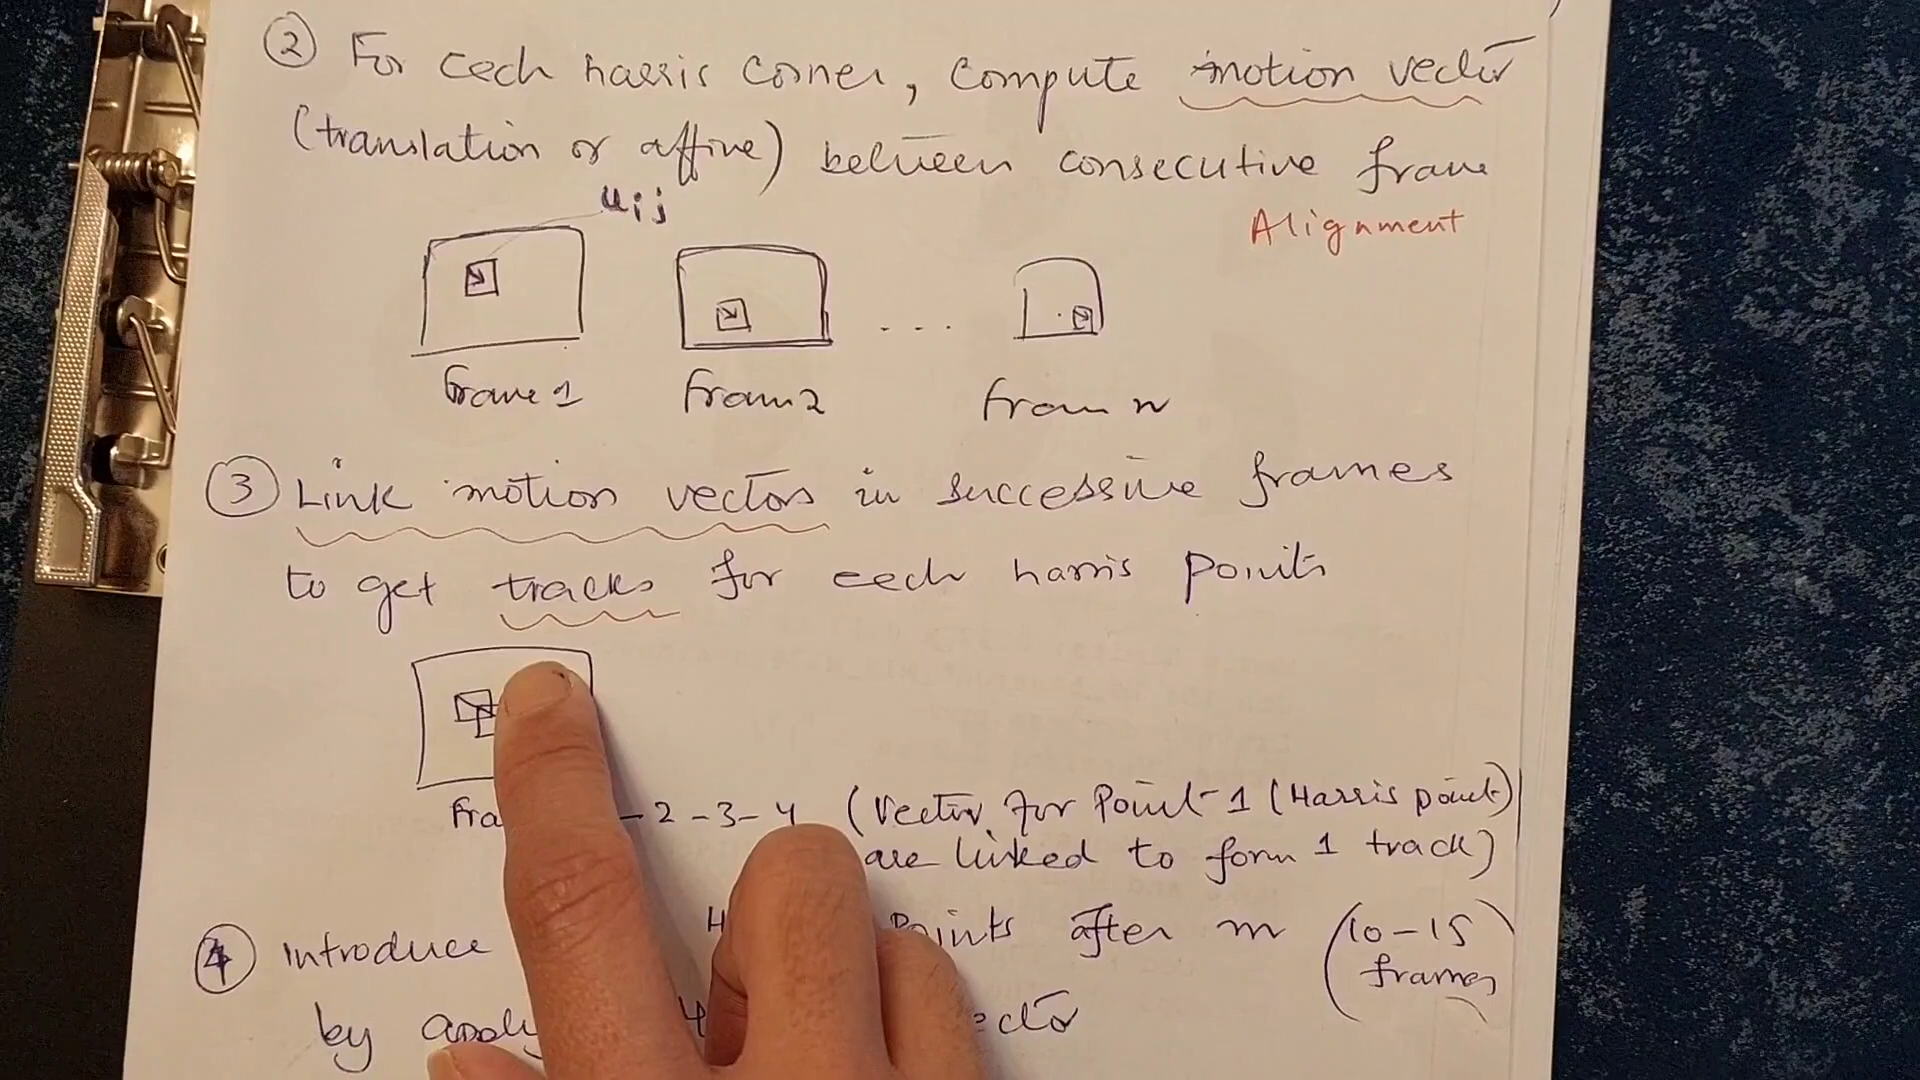 ② For each harris corner, compute motion vector
(translation or affine) between consecutive frame
uij
Alignment
. . .
frame 1 fram 2 fram n
③ Link motion vectors in successive frames
to get tracks for each harris points
- 2 - 3 - 4 (Vector for Point-1 (Harris point)
are linked to form 1 track)
④ Introduce Points after m (10-15
frames
by